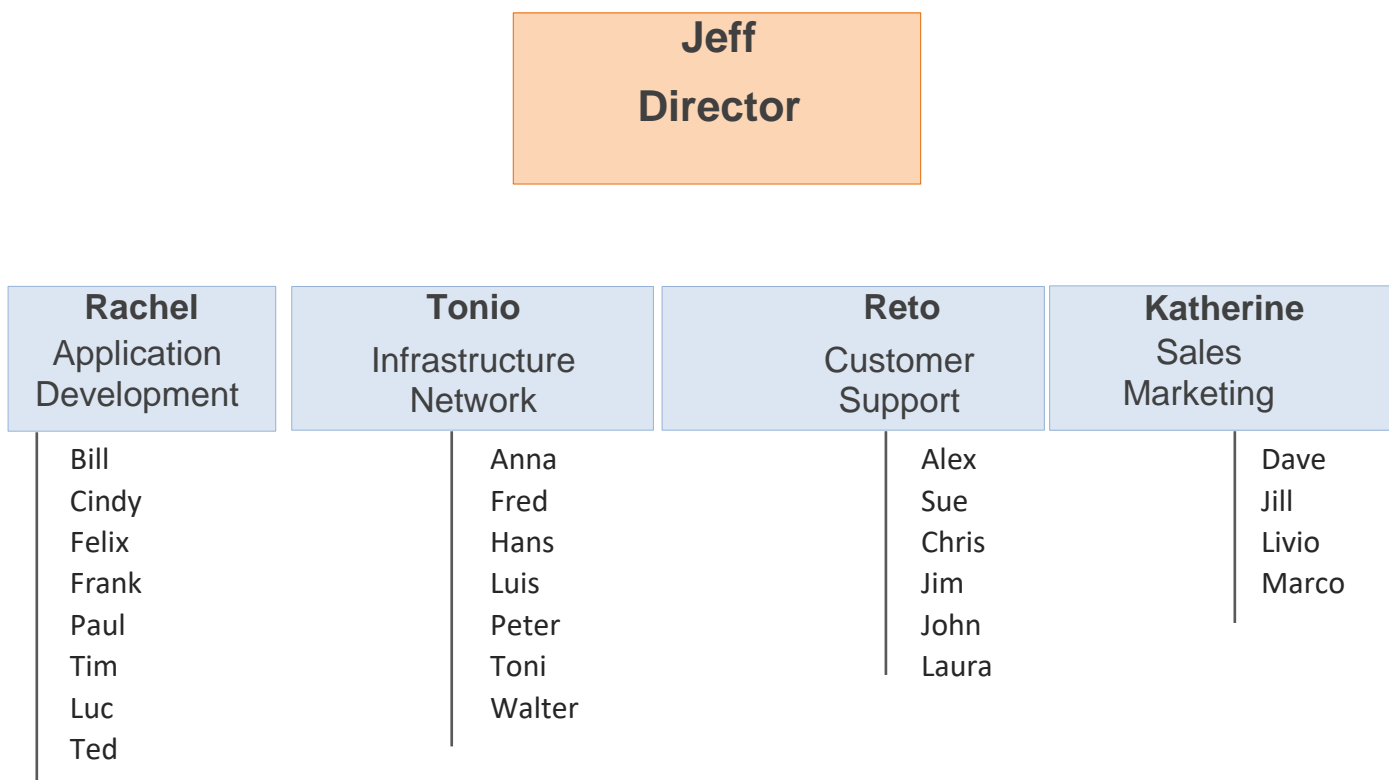 Jeff
Director
Rachel
Application
Development
Bill
Cindy
Felix
Frank
Paul
Tim
Luc
Ted
Tonio
Infrastructure
Network
Anna
Fred
Hans
Luis
Peter
Toni
Walter
Reto
Customer
Support
Alex
Sue
Chris
Jim
John
Laura
Katherine
Sales
Marketing
Dave
Jill
Livio
Marco